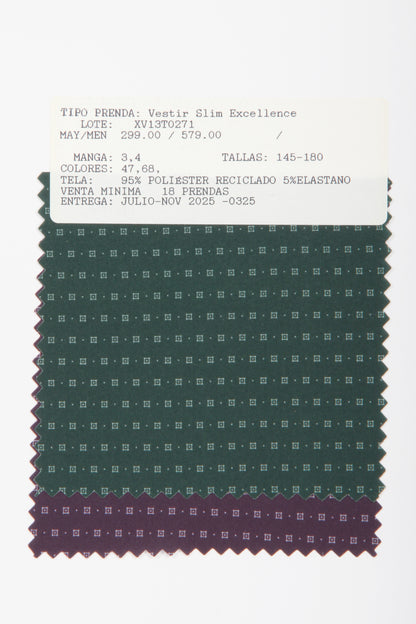 TIPO PRENDA: Vestir Slim Excellence
LOTE: XV13T0271
MAY/MEN 299.00 / 579.00 /
MANGA: 3,4 TALLAS: 145-180
COLORES: 47,68,
TELA: 95% POLIÉSTER RECICLADO 5%ELASTANO
VENTA MINIMA 18 PRENDAS
ENTREGA: JULIO-NOV 2025 -0325